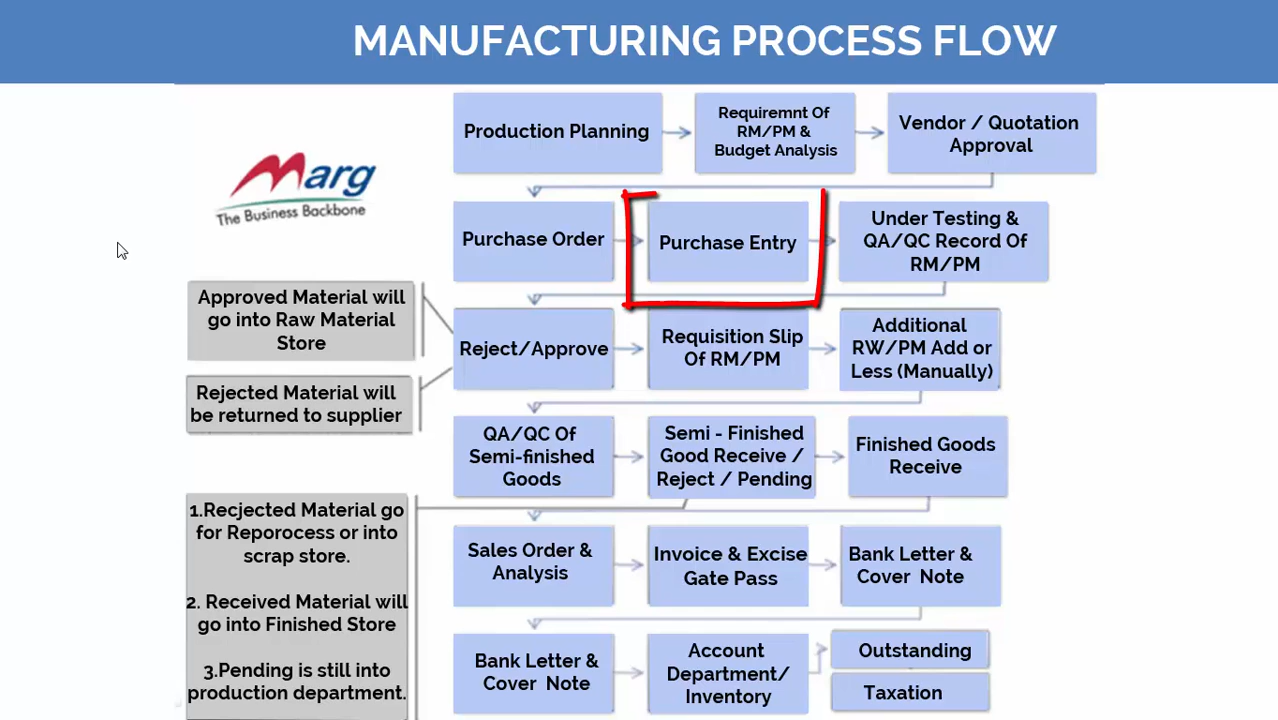 MANUFACTURING PROCESS FLOW
Production Planning
Requiremnt Of
RM/PM &
Budget Analysis
Vendor / Quotation
Approval
Marg
The Business Backbone
Purchase Order
Purchase Entry
Under Testing &
QA/QC Record Of
RM/PM
Approved Material will
go into Raw Material
Store
Rejected Material will
be returned to supplier
Reject/Approve
Requisition Slip
Of RM/PM
Additional
RW/PM Add or
Less (Manually)
QA/QC Of
Semi-finished
Goods
Semi - Finished
Good Receive /
Reject / Pending
Finished Goods
Receive
1.Recjected Material go
for Reporocess or into
scrap store.
2. Received Material will
go into Finished Store
3.Pending is still into
production department.
Sales Order &
Analysis
Invoice & Excise
Gate Pass
Bank Letter &
Cover Note
Bank Letter &
Cover Note
Account
Department/
Inventory
Outstanding
Taxation